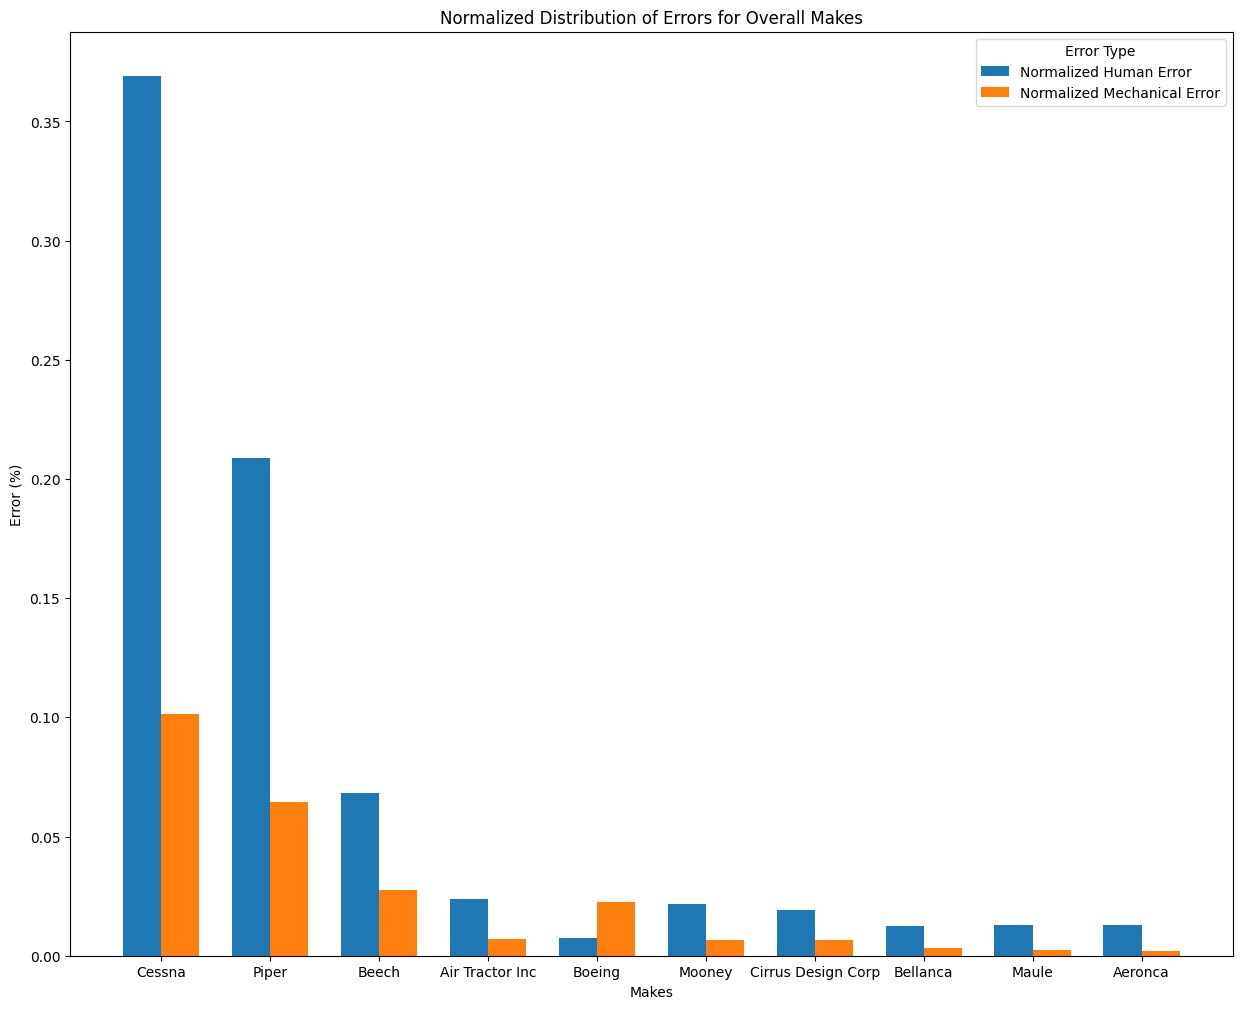 Normalized Distribution of Errors for Overall Makes
Error Type
Normalized Human Error
Normalized Mechanical Error
0.35
0.30
0.25
0.20
0.15
0.10
0.05
0.00
Error (%)
Cessna Piper Beech Air Tractor Inc Boeing Mooney Cirrus Design Corp Bellanca Maule Aeronca
Makes